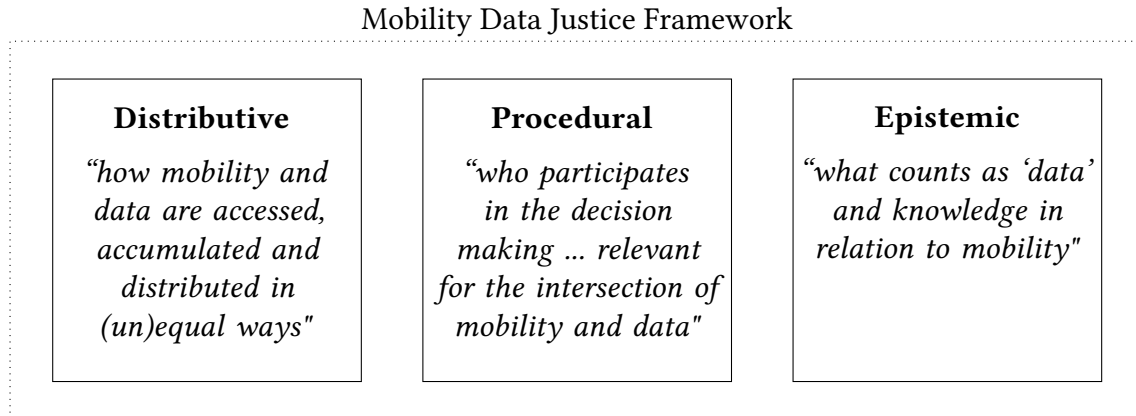 Mobility Data Justice Framework
Distributive
“how mobility and
data are accessed,
accumulated and
distributed in
(un)equal ways"
Procedural
“who participates
in the decision
making ... relevant
for the intersection of
mobility and data"
Epistemic
“what counts as ‘data’
and knowledge in
relation to mobility"